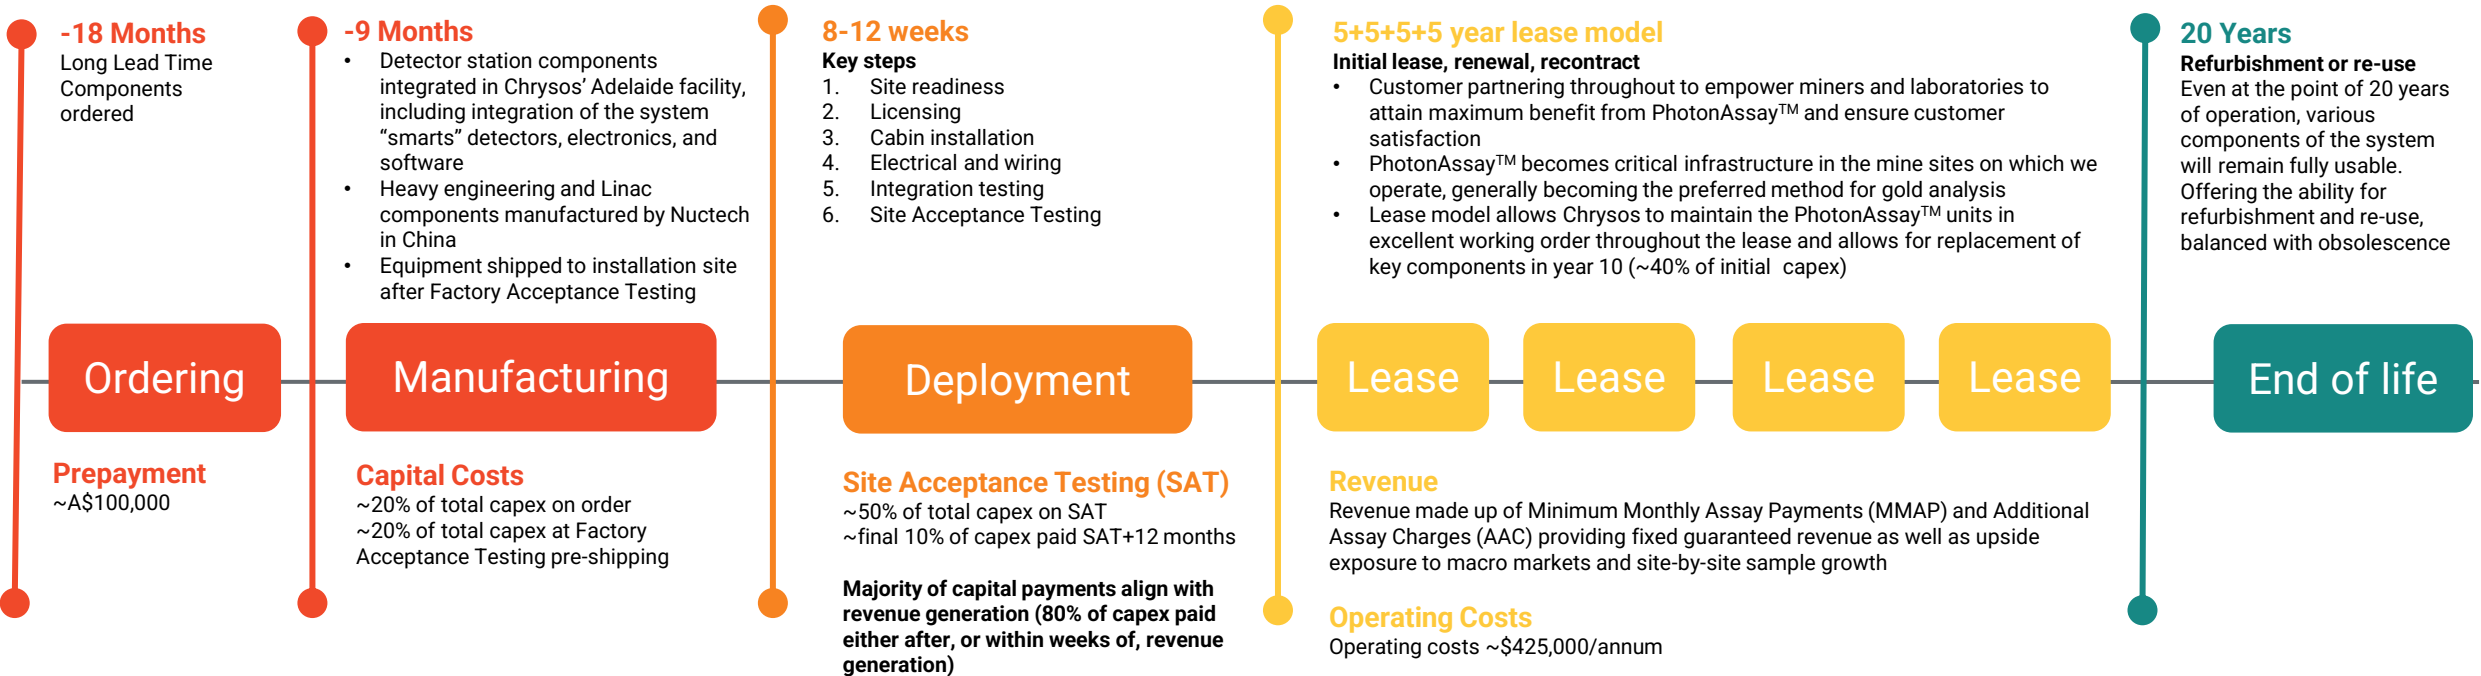 -18 Months
Long Lead Time
Components
ordered
-9 Months
• Detector station components
integrated in Chrysos’ Adelaide facility,
including integration of the system
“smarts” detectors, electronics, and
software
• Heavy engineering and Linac
components manufactured by Nuctech
in China
• Equipment shipped to installation site
after Factory Acceptance Testing
8-12 weeks
Key steps
1. Site readiness
2. Licensing
3. Cabin installation
4. Electrical and wiring
5. Integration testing
6. Site Acceptance Testing
5+5+5+5 year lease model
Initial lease, renewal, recontract
• Customer partnering throughout to empower miners and laboratories to
attain maximum benefit from PhotonAssay™ and ensure customer
satisfaction
• PhotonAssay™ becomes critical infrastructure in the mine sites on which we
operate, generally becoming the preferred method for gold analysis
• Lease model allows Chrysos to maintain the PhotonAssay™ units in
excellent working order throughout the lease and allows for replacement of
key components in year 10 (~40% of initial capex)
20 Years
Refurbishment or re-use
Even at the point of 20 years
of operation, various
components of the system
will remain fully usable.
Offering the ability for
refurbishment and re-use,
balanced with obsolescence
Ordering
Manufacturing
Deployment
Lease
Lease
Lease
Lease
End of life
Prepayment
~A$100,000
Capital Costs
~20% of total capex on order
~20% of total capex at Factory
Acceptance Testing pre-shipping
Site Acceptance Testing (SAT)
~50% of total capex on SAT
~final 10% of capex paid SAT+12 months
Majority of capital payments align with
revenue generation (80% of capex paid
either after, or within weeks of, revenue
generation)
Revenue
Revenue made up of Minimum Monthly Assay Payments (MMAP) and Additional
Assay Charges (AAC) providing fixed guaranteed revenue as well as upside
exposure to macro markets and site-by-site sample growth
Operating Costs
Operating costs ~$425,000/annum